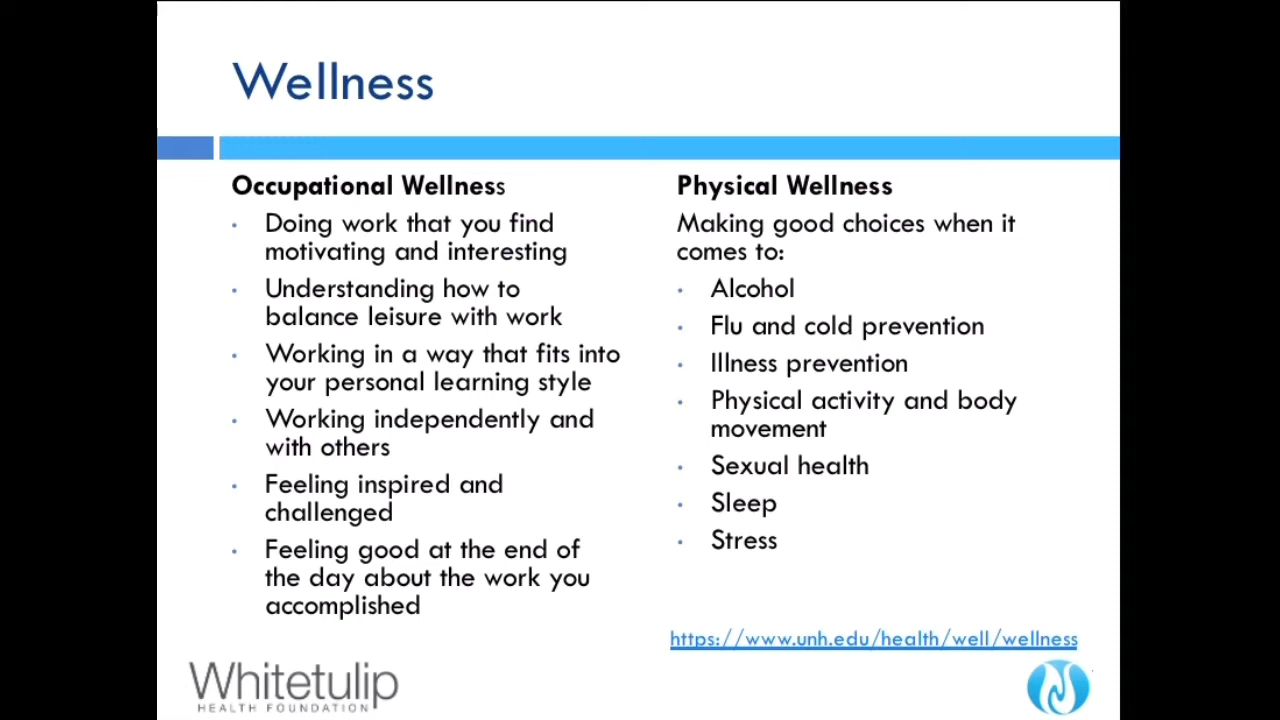 Wellness
Occupational Wellness
• Doing work that you find
motivating and interesting
• Understanding how to
balance leisure with work
• Working in a way that fits into
your personal learning style
• Working independently and
with others
• Feeling inspired and
challenged
• Feeling good at the end of
the day about the work you
accomplished
Physical Wellness
Making good choices when it
comes to:
• Alcohol
• Flu and cold prevention
• Illness prevention
• Physical activity and body
movement
• Sexual health
• Sleep
• Stress
https://www.unh.edu/health/well/wellness
Whitetulip
HEALTH FOUNDATION